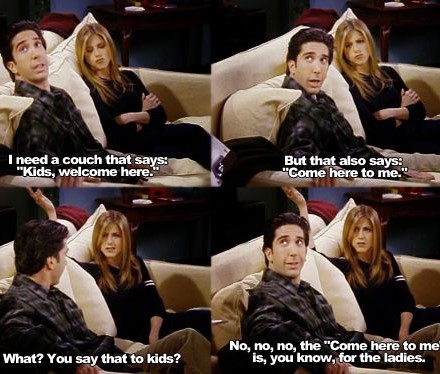 I need a couch that says:
"Kids, welcome here."
But that also says:
"Come here to me."
What? You say that to kids?
No, no, no, the "Come here to me"
is, you know, for the ladies.